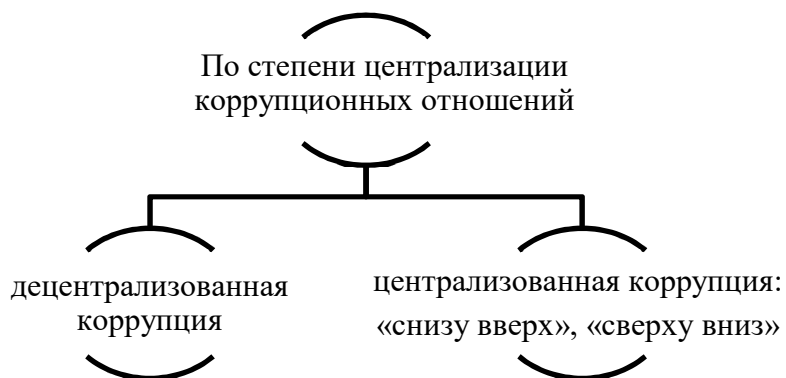 По степени централизации
коррупционных отношений
децентрализованная
коррупция
централизованная коррупция:
«снизу вверх», «сверху вниз»